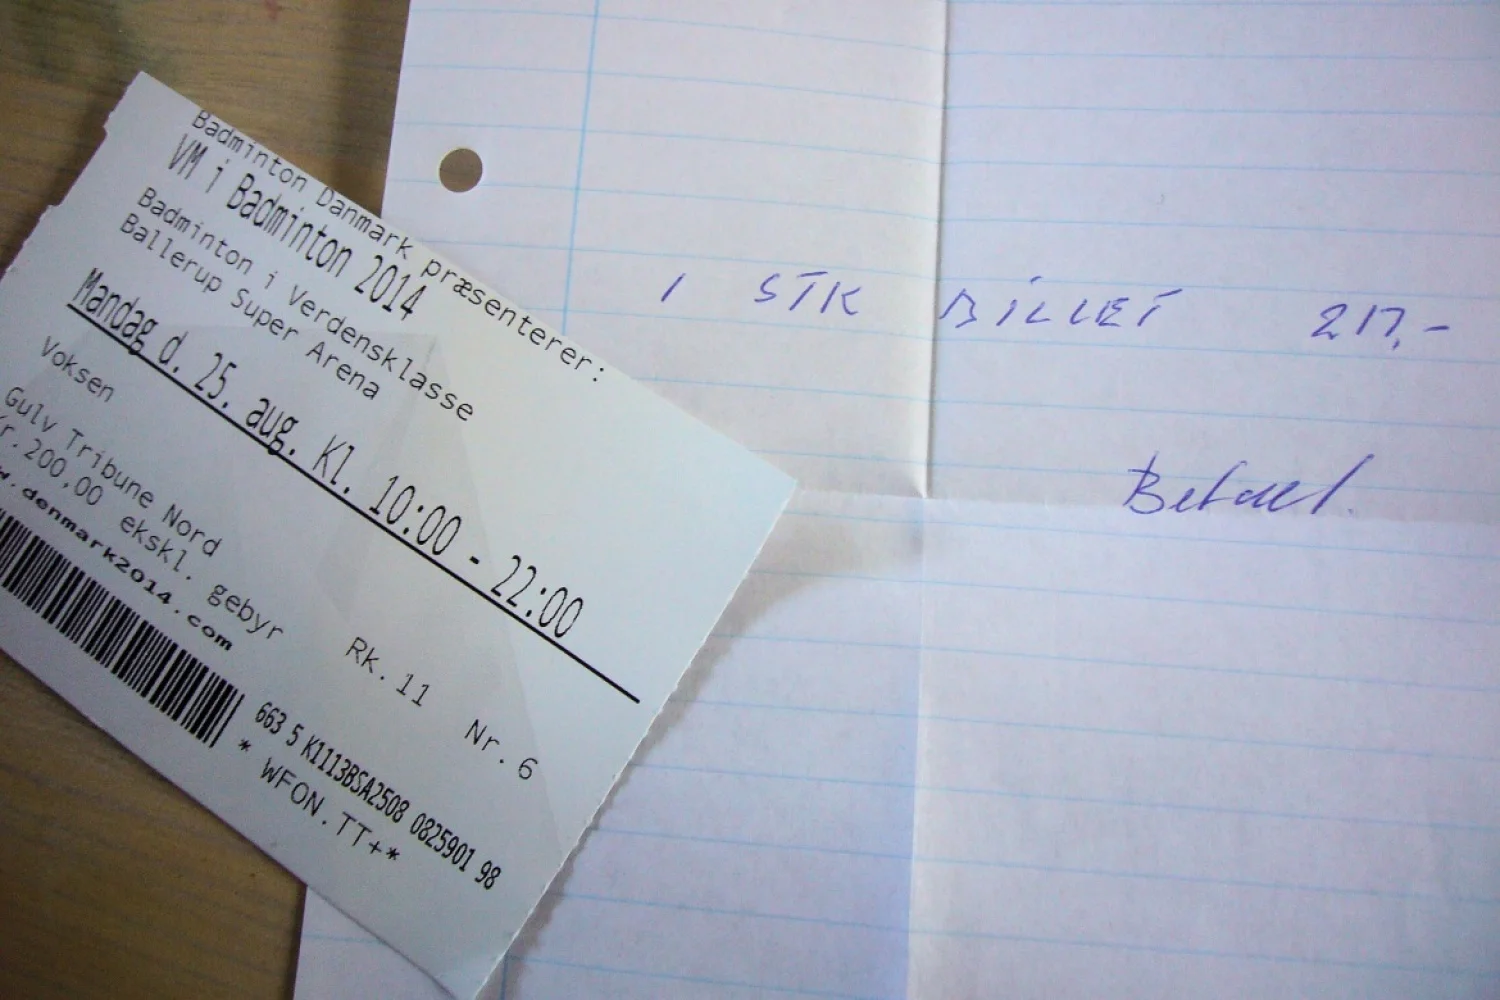 Badminton Danmark præsenterer:
VM i Badminton 2014
Badminton i Verdensklasse
Ballerup Super Arena
Mandag d. 25. aug. Kl. 10:00 - 22:00
Voksen
Gulv Tribune Nord Rk. 11 Nr. 6
r.200,00 ekskl. gebyr
w.denmark2014.com
663 5 K1113BSA2508 0825901 98
* WFON.TT+*
1 STK BILLET 217,-
Betalt.